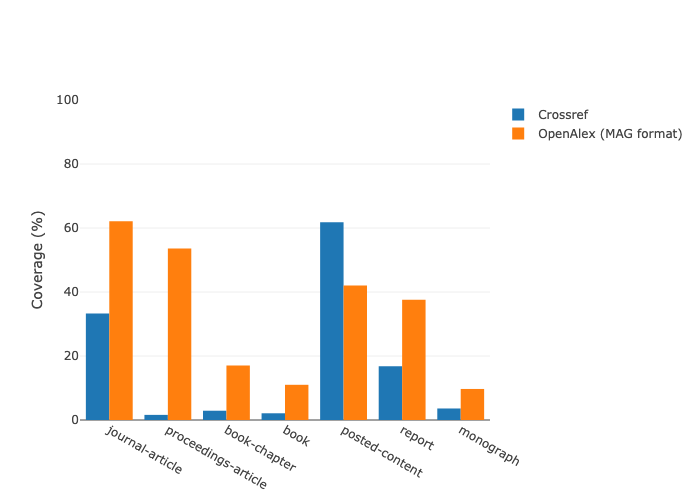 100
80
60
40
20
0
Coverage (%)
journal-article
proceedings-article
book-chapter
book
posted-content
report
monograph
Crossref
OpenAlex (MAG format)